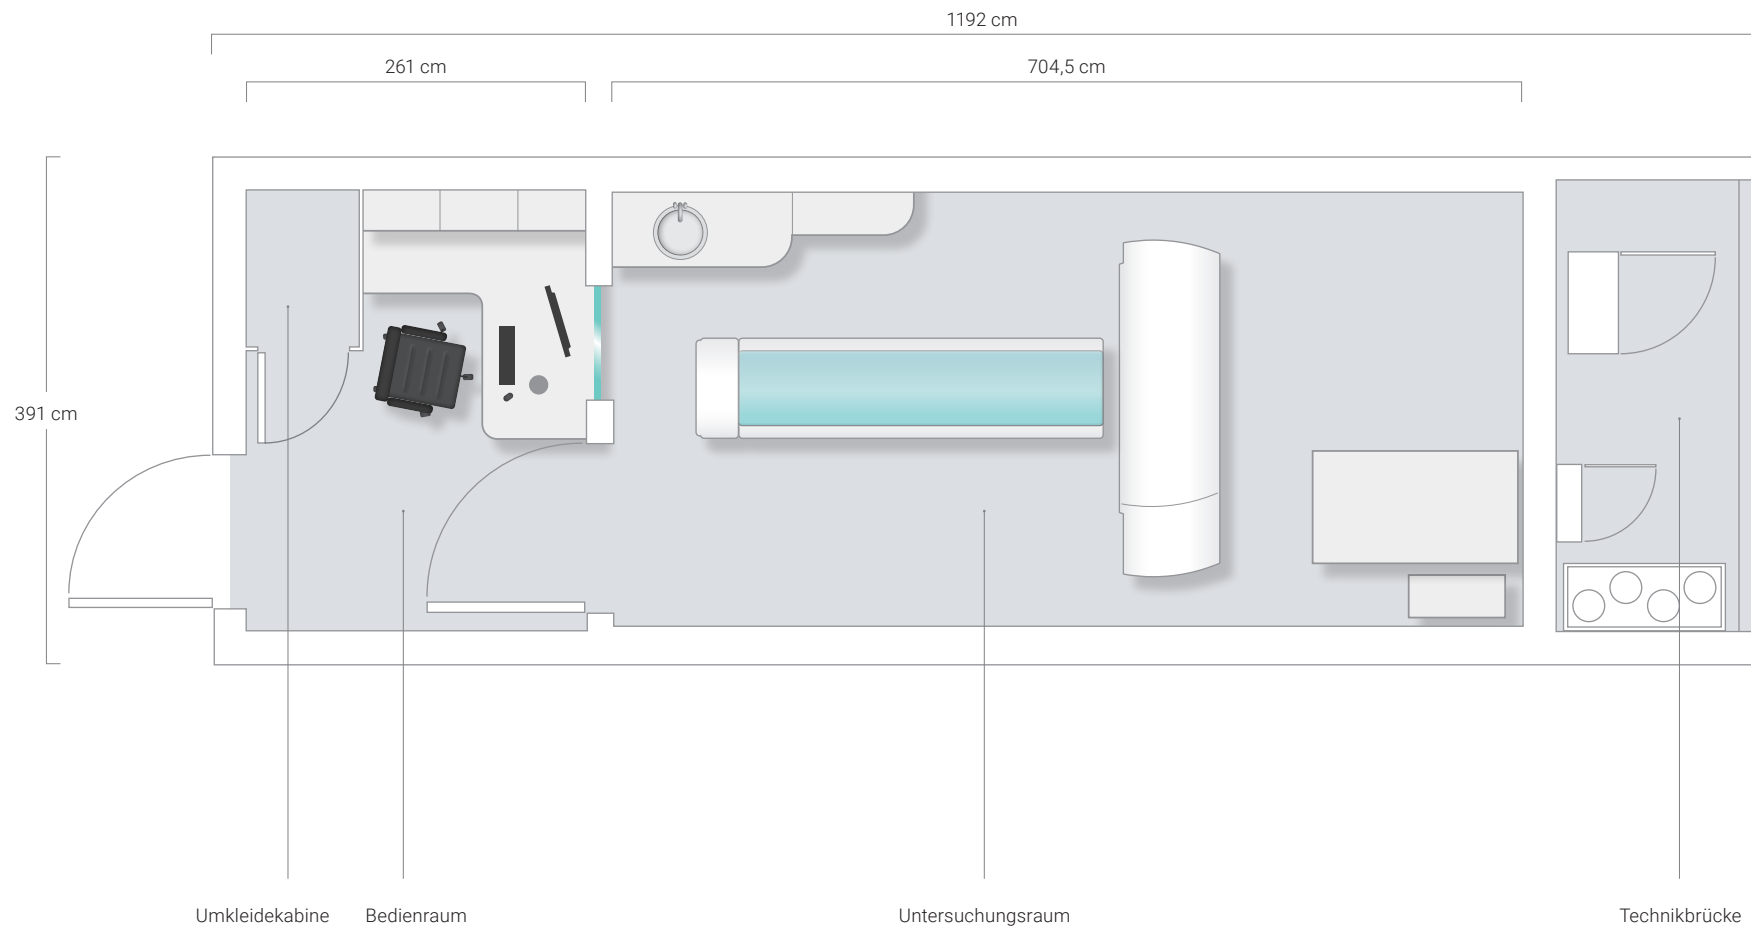 1192 cm
261 cm
704,5 cm
391 cm
Umkleidekabine
Bedienraum
Untersuchungsraum
Technikbrücke